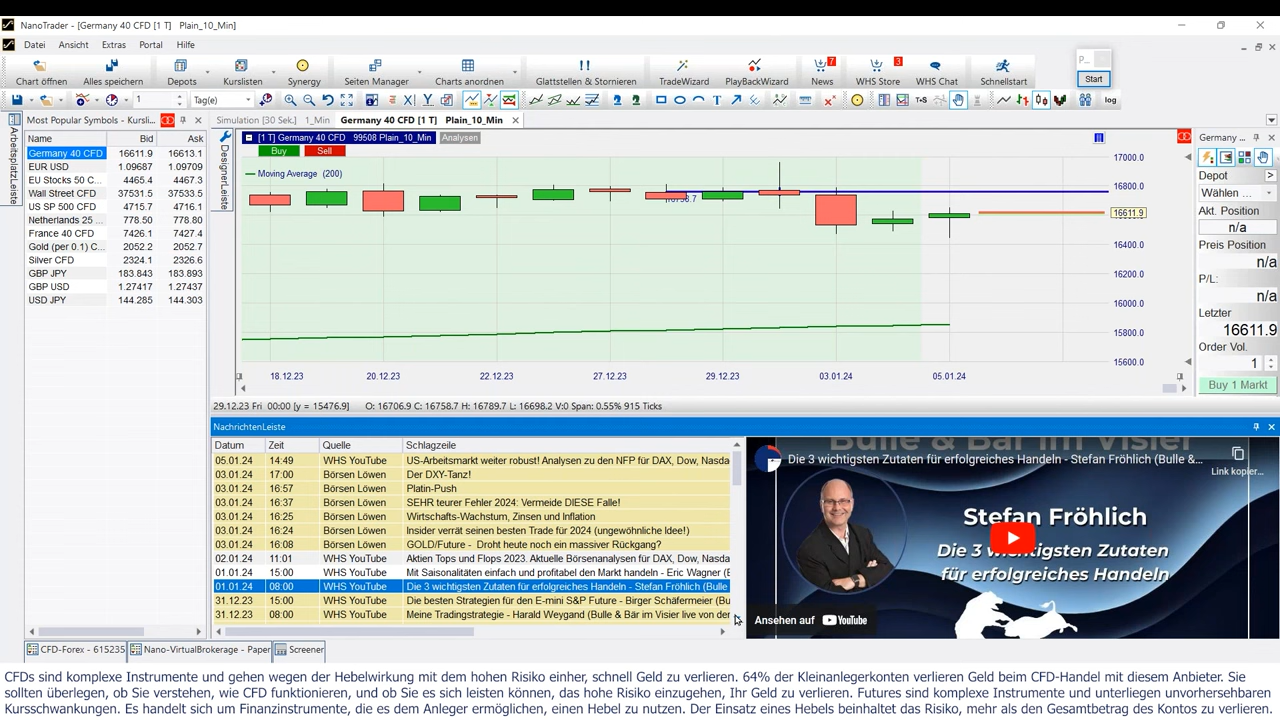 NanoTrader - [Germany 40 CFD [1 T] Plain_10_Min]
Datei Ansicht Extras Portal Hilfe
Chart öffnen Alles speichern Depots Kurslisten Synergy Seiten Manager Charts anordnen Glattstellen & Stornieren TradeWizard PlayBackWizard News 7 WHS Store 3 WHS Chat Schnellstart
P...
Start
1 Tag(e) T+S log
Most Popular Symbols - Kursli...
Name Bid Ask
Germany 40 CFD 16611.9 16613.1
EUR USD 1.09687 1.09709
EU Stocks 50 C... 4465.4 4467.3
Wall Street CFD 37531.5 37533.5
US SP 500 CFD 4715.7 4716.1
Netherlands 25 ... 778.50 778.80
France 40 CFD 7426.1 7427.4
Gold (per 0.1) C... 2052.2 2052.7
Silver CFD 2324.1 2326.6
GBP JPY 183.843 183.893
GBP USD 1.27417 1.27437
USD JPY 144.285 144.303
ArbeitsplatzLeiste
Simulation [30 Sek.] 1_Min Germany 40 CFD [1 T] Plain_10_Min
DesignerLeiste
[1 T] Germany 40 CFD 99508 Plain_10_Min Analysen
Buy Sell
Moving Average (200)
17000.0
16800.0
16611.9
16400.0
16200.0
16000.0
15800.0
15600.0
18.12.23 20.12.23 22.12.23 27.12.23 29.12.23 03.01.24 05.01.24
29.12.23 Fri 00:00 [y = 15476.9] O: 16706.9 C: 16758.7 H: 16789.7 L: 16698.2 V:0 Span: 0.55% 915 Ticks
Germany ...
Depot
Wählen ...
Akt. Position
n/a
Preis Position
n/a
P/L:
n/a
Letzter
16611.9
Order Vol.
1
Buy 1 Markt
NachrichtenLeiste
Datum Zeit Quelle Schlagzeile
05.01.24 14:49 WHS YouTube US-Arbeitsmarkt weiter robust! Analysen zu den NFP für DAX, Dow, Nasda
03.01.24 17:00 Börsen Löwen Der DXY-Tanz!
03.01.24 16:57 Börsen Löwen Platin-Push
03.01.24 16:37 Börsen Löwen SEHR teurer Fehler 2024: Vermeide DIESE Falle!
03.01.24 16:25 Börsen Löwen Wirtschafts-Wachstum, Zinsen und Inflation
03.01.24 16:24 Börsen Löwen Insider verrät seinen besten Trade für 2024 (ungewöhnliche Idee!)
03.01.24 16:08 Börsen Löwen GOLD/Future - Droht heute noch ein massiver Rückgang?
02.01.24 11:01 WHS YouTube Aktien Tops und Flops 2023. Aktuelle Börsenanalysen für DAX, Dow, Nasda
01.01.24 15:00 WHS YouTube Mit Saisonalitäten einfach und profitabel den Markt handeln - Eric Wagner (B
01.01.24 08:00 WHS YouTube Die 3 wichtigsten Zutaten für erfolgreiches Handeln - Stefan Fröhlich (Bulle
31.12.23 15:00 WHS YouTube Die besten Strategien für den E-mini S&P Future - Birger Schäfermeier (Bu
31.12.23 08:00 WHS YouTube Meine Tradingstrategie - Harald Weygand (Bulle & Bär im Visier live von der
Bulle & Bär im Visier
Die 3 wichtigsten Zutaten für erfolgreiches Handeln - Stefan Fröhlich (Bulle &...
Link kopier...
Stefan Fröhlich
Die 3 wichtigsten Zutaten
für erfolgreiches Handeln
Ansehen auf YouTube
CFD-Forex - 615235 Nano-VirtualBrokerage - Paper Screener
CFDs sind komplexe Instrumente und gehen wegen der Hebelwirkung mit dem hohen Risiko einher, schnell Geld zu verlieren. 64% der Kleinanlegerkonten verlieren Geld beim CFD-Handel mit diesem Anbieter. Sie
sollten überlegen, ob Sie verstehen, wie CFD funktionieren, und ob Sie es sich leisten können, das hohe Risiko einzugehen, Ihr Geld zu verlieren. Futures sind komplexe Instrumente und unterliegen unvorhersehbaren
Kursschwankungen. Es handelt sich um Finanzinstrumente, die es dem Anleger ermöglichen, einen Hebel zu nutzen. Der Einsatz eines Hebels beinhaltet das Risiko, mehr als den Gesamtbetrag des Kontos zu verlieren.